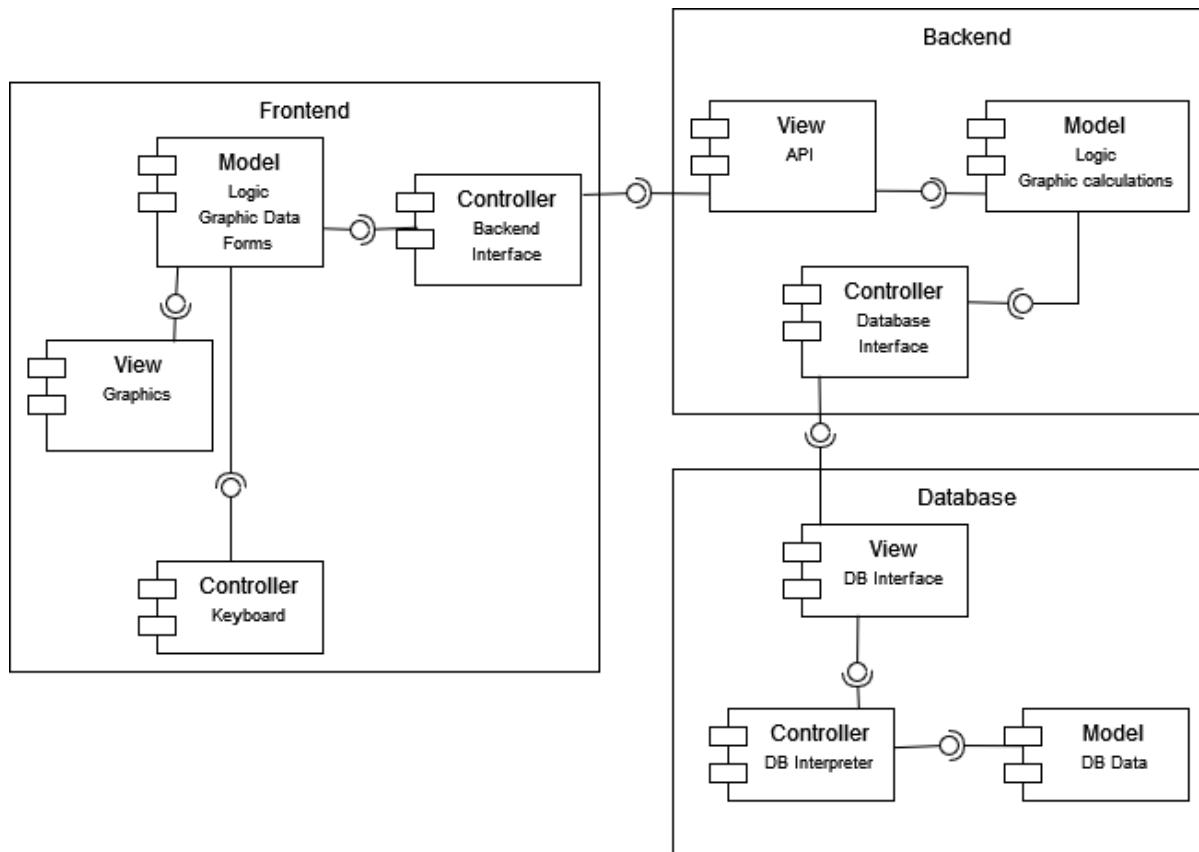 Frontend
Model
Logic
Graphic Data
Forms
Controller
Backend
Interface
View
Graphics
Controller
Keyboard
Backend
View
API
Model
Logic
Graphic calculations
Controller
Database
Interface
Database
View
DB Interface
Controller
DB Interpreter
Model
DB Data